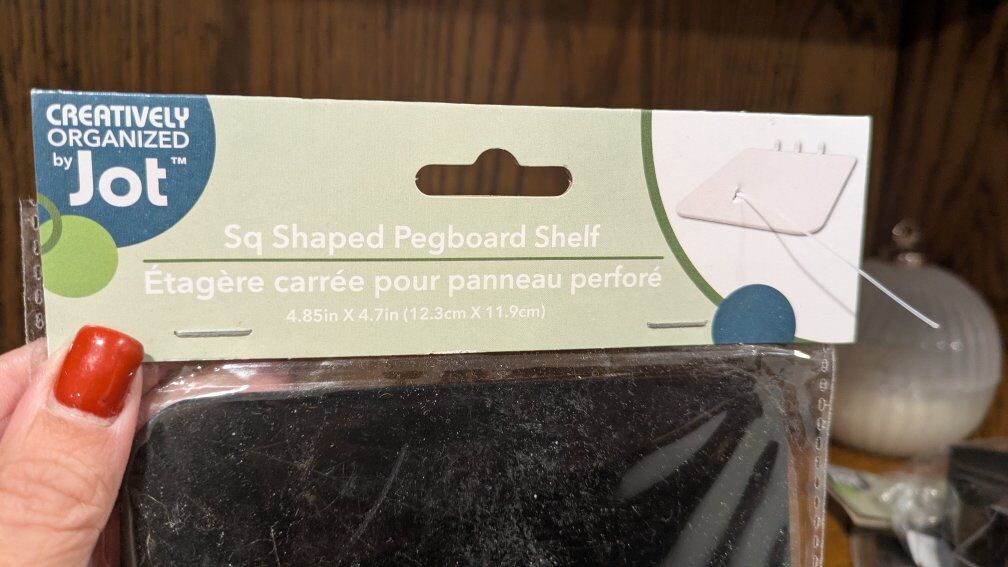 CREATIVELY
ORGANIZED
by Jot™
Sq Shaped Pegboard Shelf
Étagère carrée pour panneau perforé
4.85in X 4.7in (12.3cm X 11.9cm)